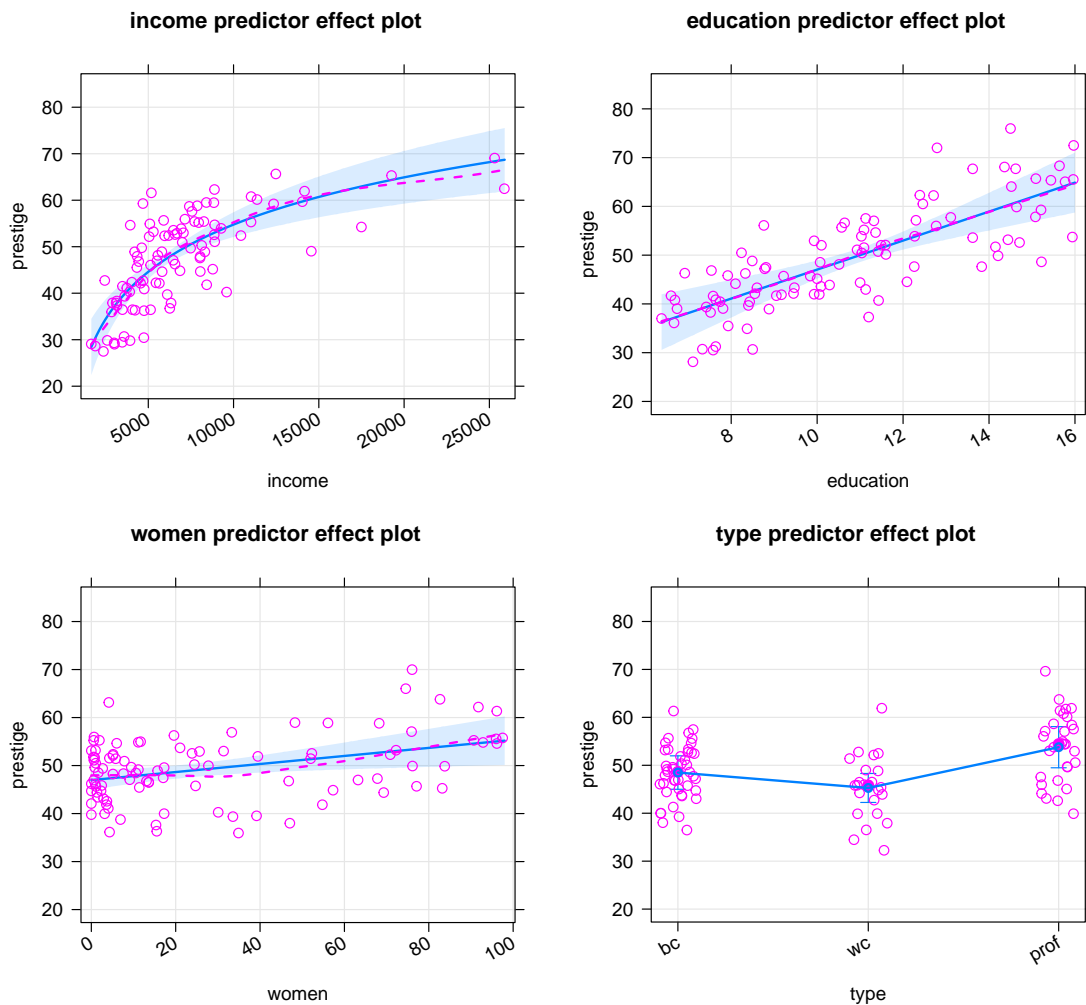 income predictor effect plot
prestige
80
70
60
50
40
30
20
5000
10000
15000
20000
25000
income
education predictor effect plot
prestige
80
70
60
50
40
30
20
8
10
12
14
16
education
women predictor effect plot
prestige
80
70
60
50
40
30
20
0
20
40
60
80
100
women
type predictor effect plot
prestige
80
70
60
50
40
30
20
bc
wc
prof
type